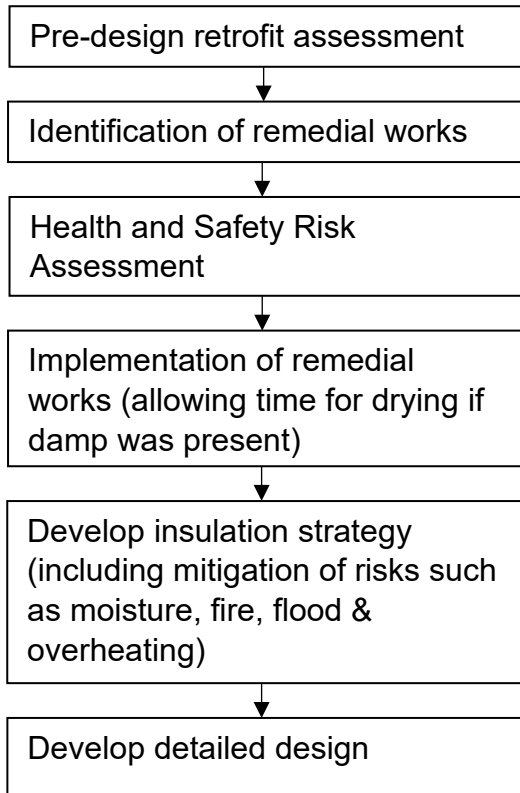 Pre-design retrofit assessment
Identification of remedial works
Health and Safety Risk
Assessment
Implementation of remedial
works (allowing time for drying if
damp was present)
Develop insulation strategy
(including mitigation of risks such
as moisture, fire, flood &
overheating)
Develop detailed design